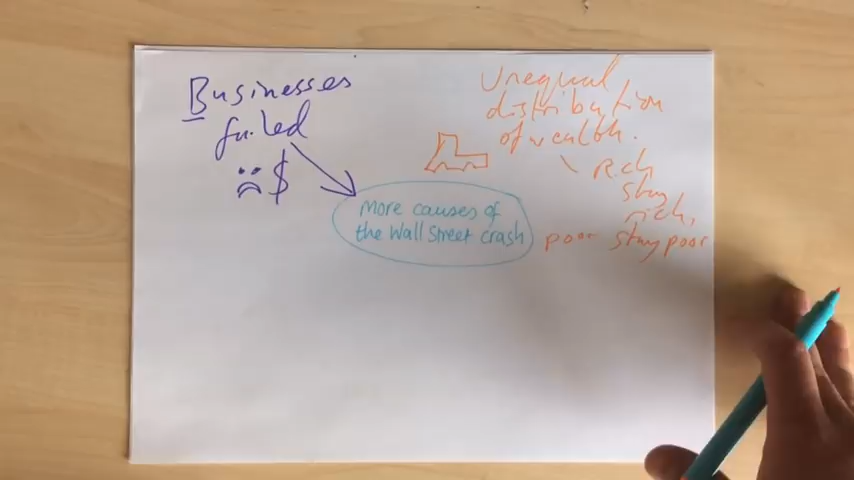 Businesses
failed
$
Unequal
distribution
of wealth.
Rich
stay
rich,
poor stay poor
More causes of
the Wall Street crash